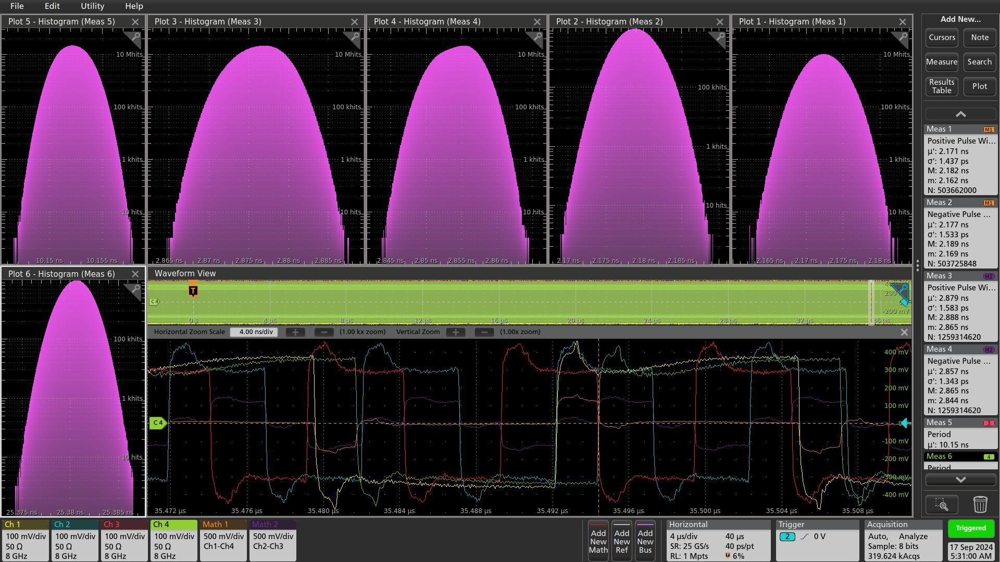 File Edit Utility Help
Plot 5 - Histogram (Meas 5)
10 Mhits
100 khits
1 khits
10 hits
10.15 ns 10.155 ns
Plot 3 - Histogram (Meas 3)
10 Mhits
100 khits
1 khits
10 hits
2.865 ns 2.87 ns 2.875 ns 2.88 ns 2.885 ns
Plot 4 - Histogram (Meas 4)
10 Mhits
100 khits
1 khits
10 hits
2.845 ns 2.85 ns 2.855 ns 2.86 ns
Plot 2 - Histogram (Meas 2)
100 khits
1 khits
10 hits
2.17 ns 2.175 ns 2.18 ns 2.185 ns
Plot 1 - Histogram (Meas 1)
10 Mhits
100 khits
1 khits
10 hits
2.165 ns 2.17 ns 2.175 ns 2.18 ns
Plot 6 - Histogram (Meas 6)
100 khits
1 khits
10 hits
25.375 ns 25.38 ns 25.385 ns
Waveform View
T
C4
200
-200 mV
0 s 4 µs 8 µs 12 µs 16 µs 20 µs 24 µs 28 µs 32 µs 36 µs
Horizontal Zoom Scale 4.00 ns/div + − (1.00 kx zoom) Vertical Zoom + − (1.00x zoom)
400 mV
300 mV
200 mV
100 mV
C 4
-100 mV
-200 mV
-300 mV
-400 mV
35.472 µs 35.476 µs 35.480 µs 35.484 µs 35.488 µs 35.492 µs 35.496 µs 35.500 µs 35.504 µs 35.508 µs
Add New...
Cursors Note
Measure Search
Results Table Plot
Meas 1 M1
Positive Pulse Wi...
µ': 2.171 ns
σ': 1.437 ps
M: 2.182 ns
m: 2.162 ns
N: 503662000
Meas 2 M1
Negative Pulse ...
µ': 2.177 ns
σ': 1.533 ps
M: 2.189 ns
m: 2.169 ns
N: 503725848
Meas 3 M2
Positive Pulse Wi...
µ': 2.879 ns
σ': 1.583 ps
M: 2.888 ns
m: 2.865 ns
N: 1259314620
Meas 4 M2
Negative Pulse ...
µ': 2.857 ns
σ': 1.343 ps
M: 2.865 ns
m: 2.844 ns
N: 1259314620
Meas 5 3
Period
µ': 10.15 ns
Meas 6 4
Period
Ch 1
100 mV/div
50 Ω
8 GHz
Ch 2
100 mV/div
50 Ω
8 GHz
Ch 3
100 mV/div
50 Ω
8 GHz
Ch 4
100 mV/div
50 Ω
8 GHz
Math 1
500 mV/div
Ch1-Ch4
Math 2
500 mV/div
Ch2-Ch3
Add New Math
Add New Ref
Add New Bus
Horizontal
4 µs/div 40 µs
SR: 25 GS/s 40 ps/pt
RL: 1 Mpts T 6%
Trigger
2 0 V
Acquisition
Auto, Analyze
Sample: 8 bits
319.624 kAcqs
Triggered
17 Sep 2024
5:31:00 AM